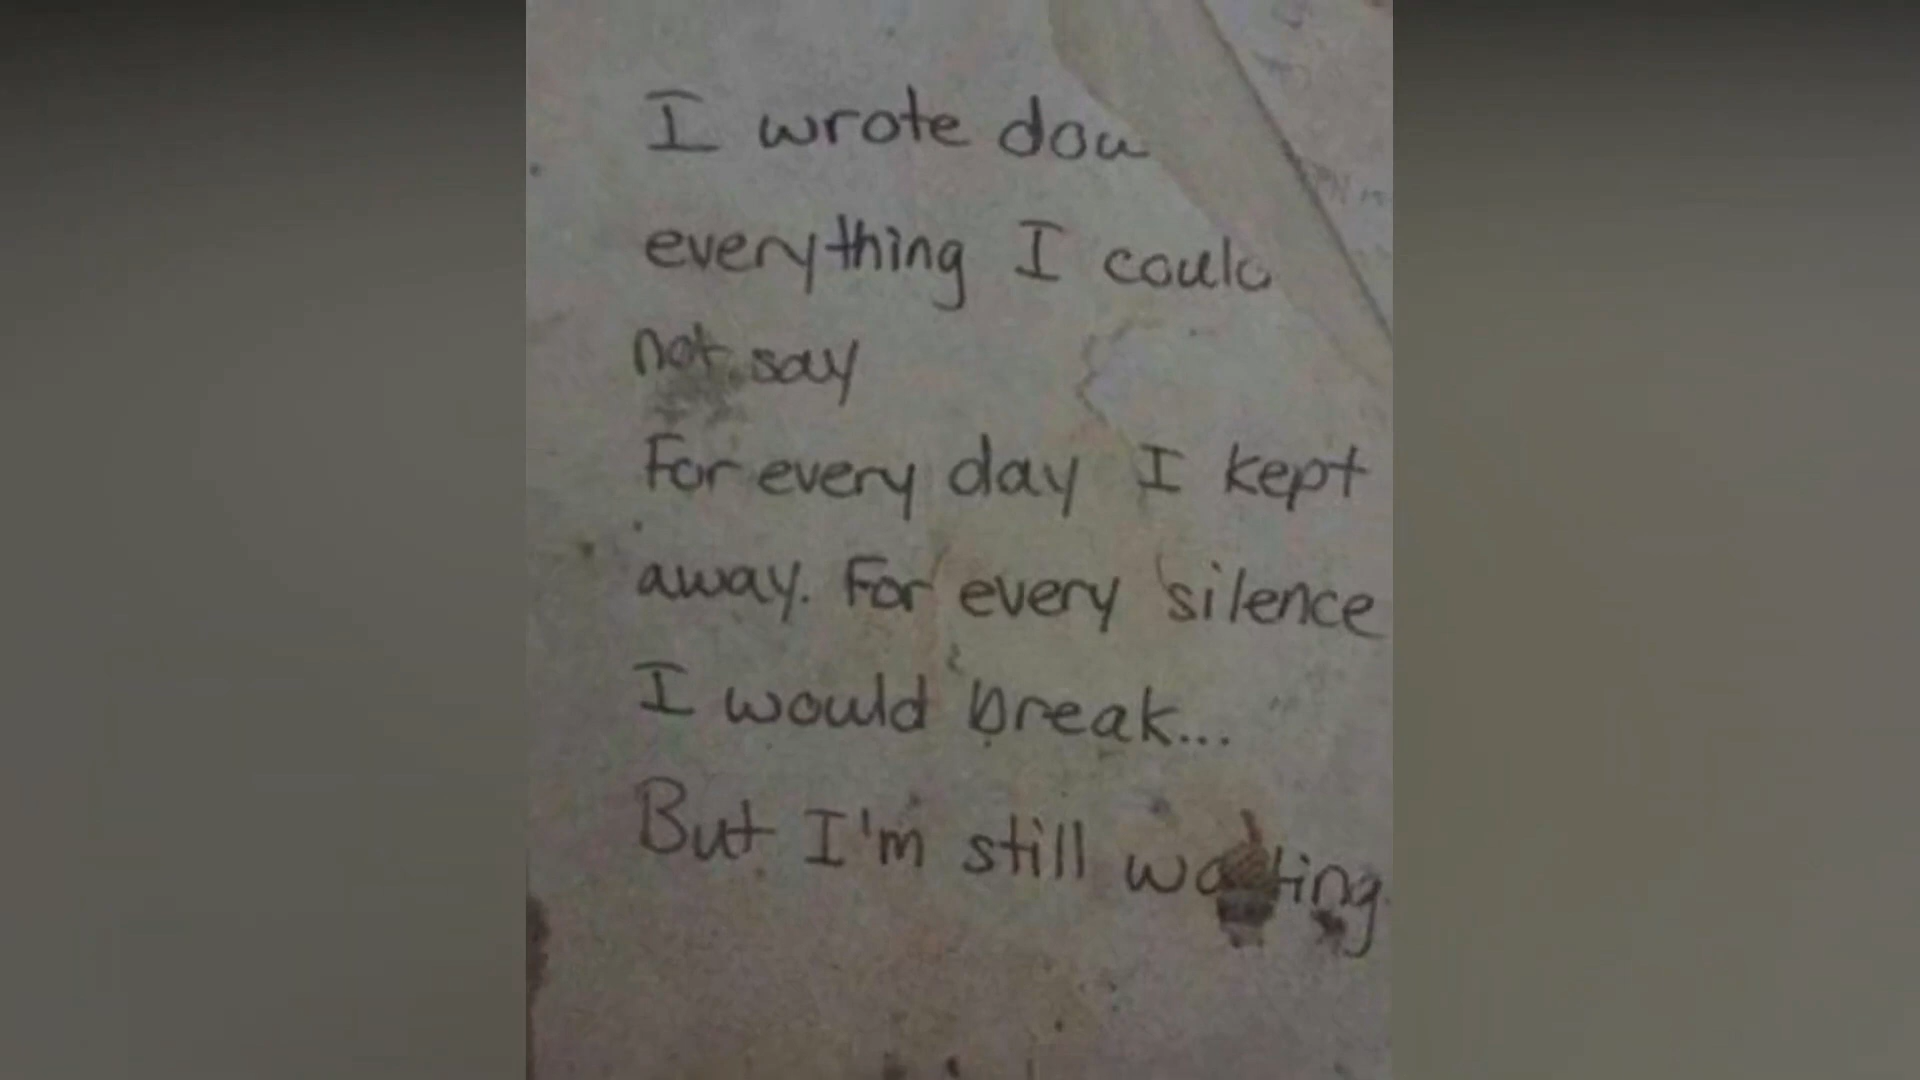 I wrote dow
everything I could
not say
For every day I kept
away. For every silence
I would break...
But I'm still waiting.